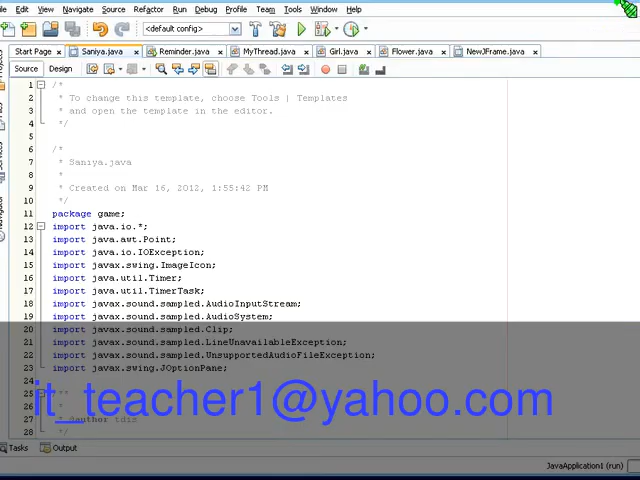 File Edit View Navigate Source Refactor Run Debug Profile Team Tools Window Help
<default config>
Start Page Saniya.java Reminder.java MyThread.java Girl.java Flower.java NewJFrame.java
Source Design
1 /*
2 * To change this template, choose Tools | Templates
3 * and open the template in the editor.
4 */
5
6 /*
7 * Saniya.java
8 *
9 * Created on Mar 16, 2012, 1:55:42 PM
10 */
11 package game;
12 import java.io.*;
13 import java.awt.Point;
14 import java.io.IOException;
15 import javax.swing.ImageIcon;
16 import java.util.Timer;
17 import java.util.TimerTask;
18 import javax.sound.sampled.AudioInputStream;
19 import javax.sound.sampled.AudioSystem;
20 import javax.sound.sampled.Clip;
21 import javax.sound.sampled.LineUnavailableException;
22 import javax.sound.sampled.UnsupportedAudioFileException;
23 import javax.swing.JOptionPane;
24
25 /**
26 *
it_teacher1@yahoo.com
27 * @author tdis
28 */
Tasks Output
JavaApplication1 (run)